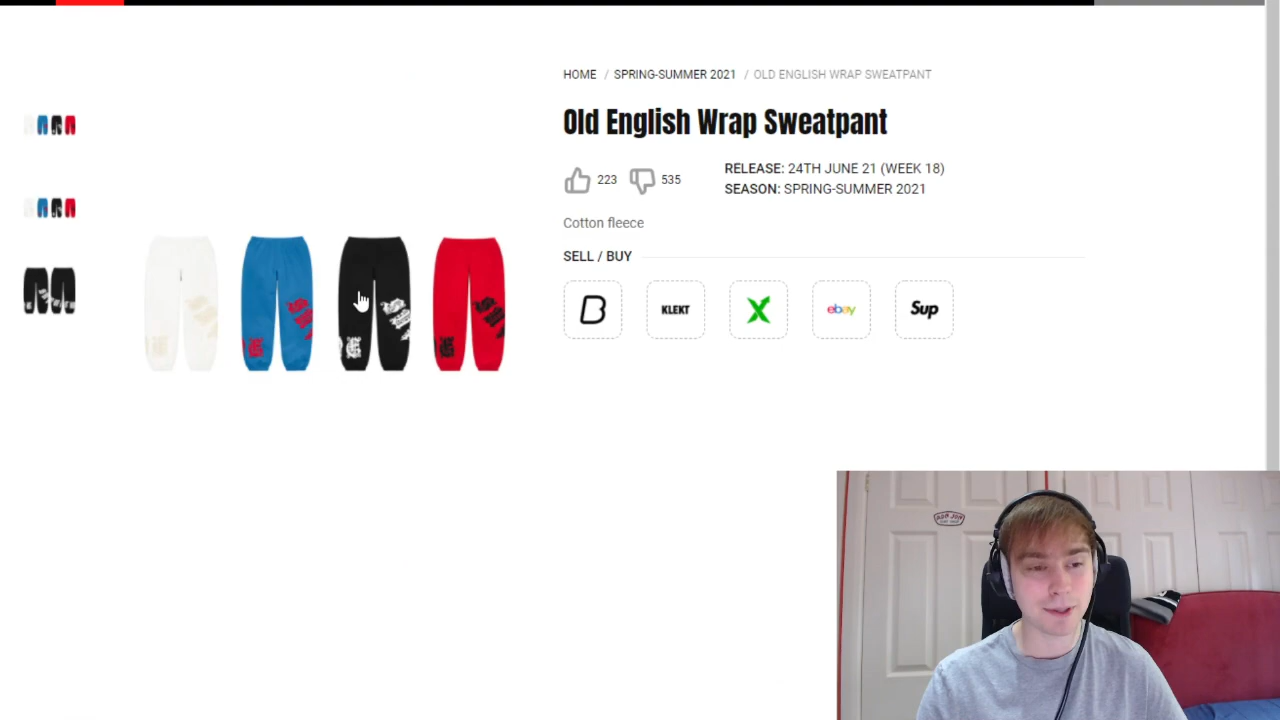 HOME / SPRING-SUMMER 2021 / OLD ENGLISH WRAP SWEATPANT
Old English Wrap Sweatpant
223
535
RELEASE: 24TH JUNE 21 (WEEK 18)
SEASON: SPRING-SUMMER 2021
Cotton fleece
SELL / BUY
B
KLEKT
X
ebay
Sup